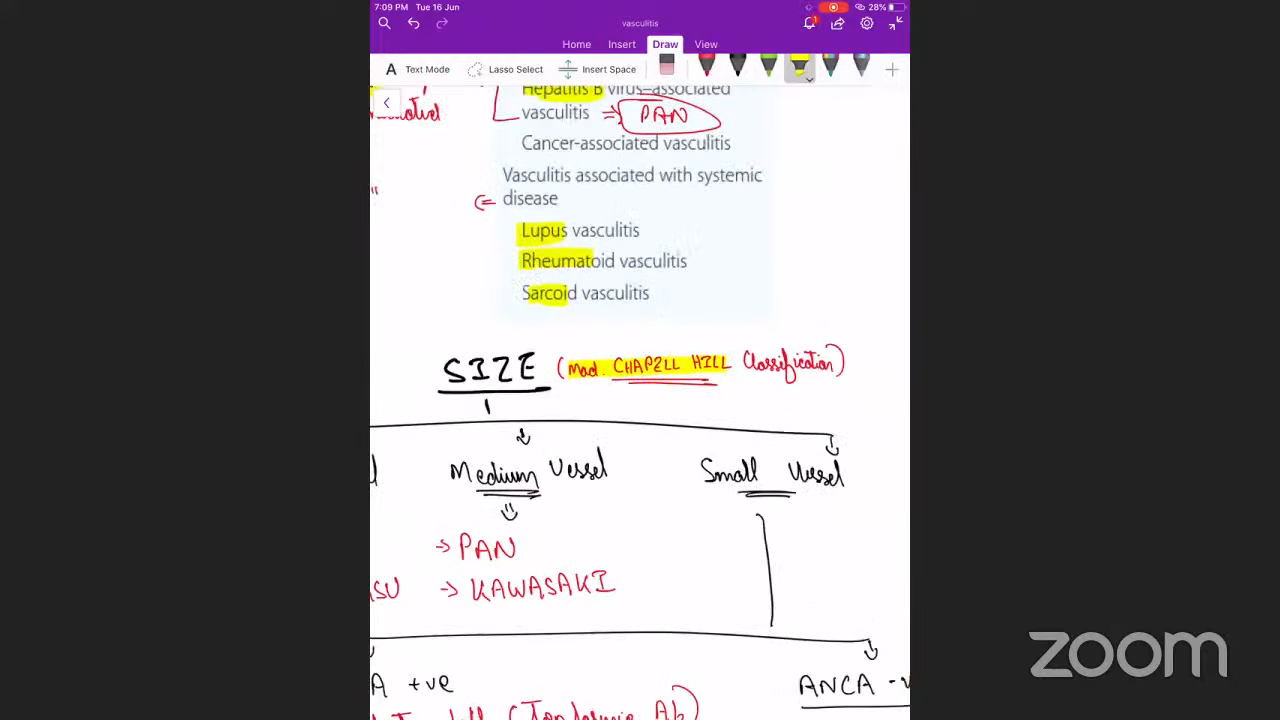 7:09 PM Tue 16 Jun 28%
vasculitis
Home Insert Draw View
A Text Mode Lasso Select Insert Space
Hepatitis B virus–associated
vasculitis ⇒ PAN
Cancer-associated vasculitis
Vasculitis associated with systemic
disease
Lupus vasculitis
Rheumatoid vasculitis
Sarcoid vasculitis
SIZE (Mod. CHAPELL HILL Classification)
Medium Vessel Small Vessel
→ PAN
→ KAWASAKI
A +ve ANCA
zoom